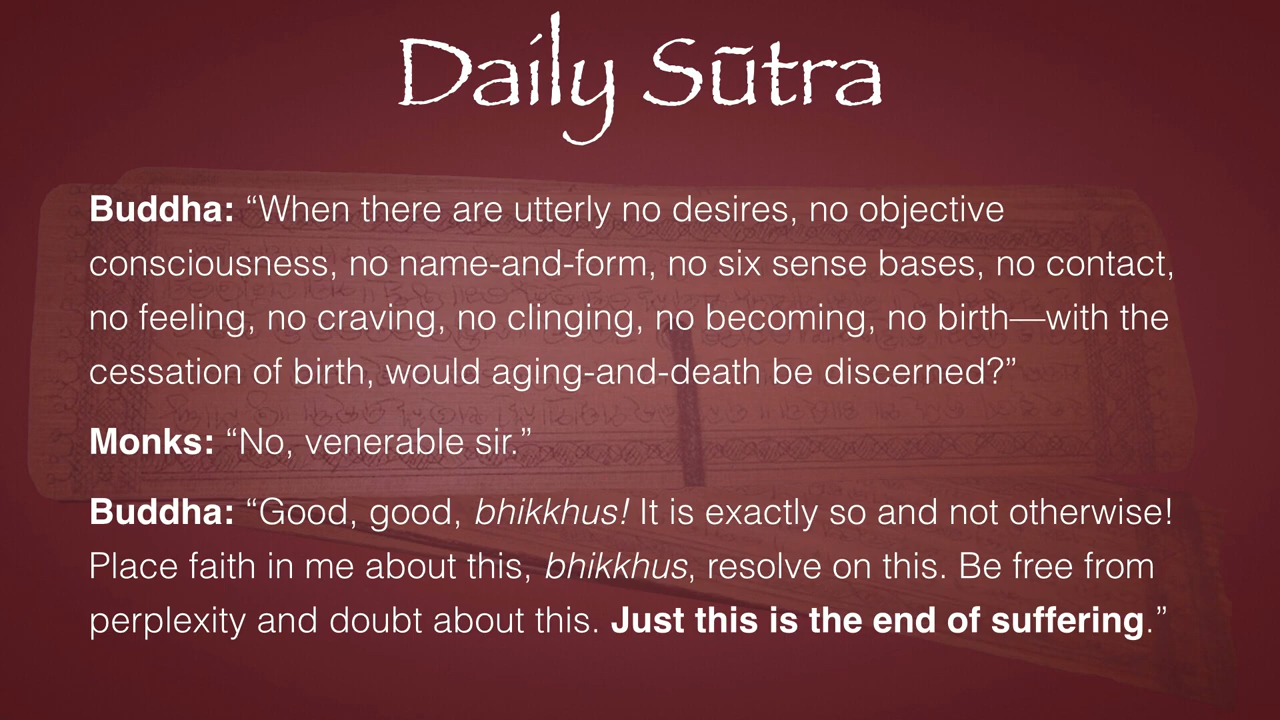 Daily Sūtra
Buddha: “When there are utterly no desires, no objective
consciousness, no name-and-form, no six sense bases, no contact,
no feeling, no craving, no clinging, no becoming, no birth—with the
cessation of birth, would aging-and-death be discerned?”
Monks: “No, venerable sir.”
Buddha: “Good, good, bhikkhus! It is exactly so and not otherwise!
Place faith in me about this, bhikkhus, resolve on this. Be free from
perplexity and doubt about this. Just this is the end of suffering.”